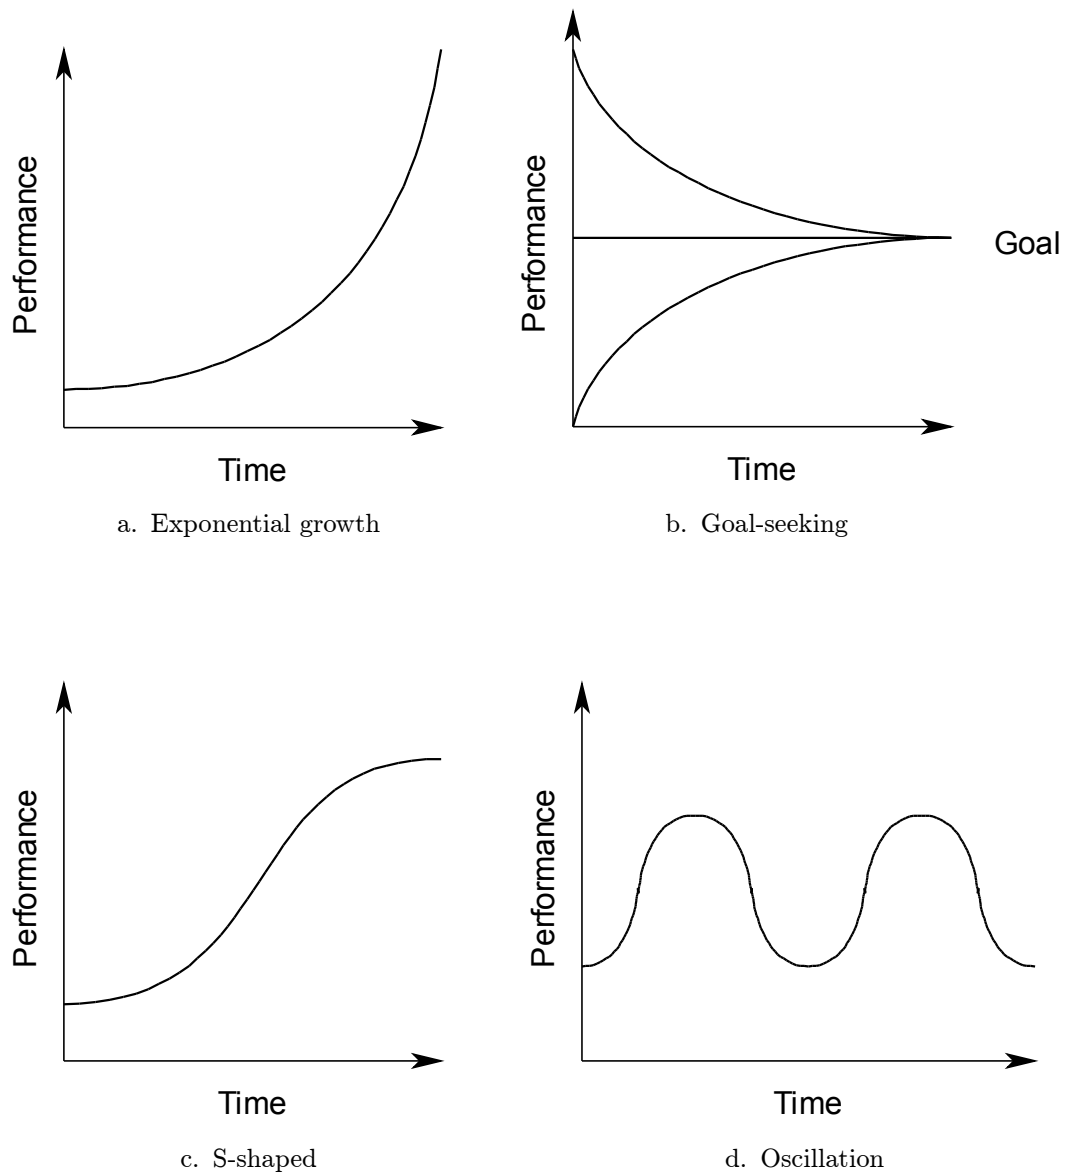 Performance
Time
a. Exponential growth
Performance
Goal
Time
b. Goal-seeking
Performance
Time
c. S-shaped
Performance
Time
d. Oscillation